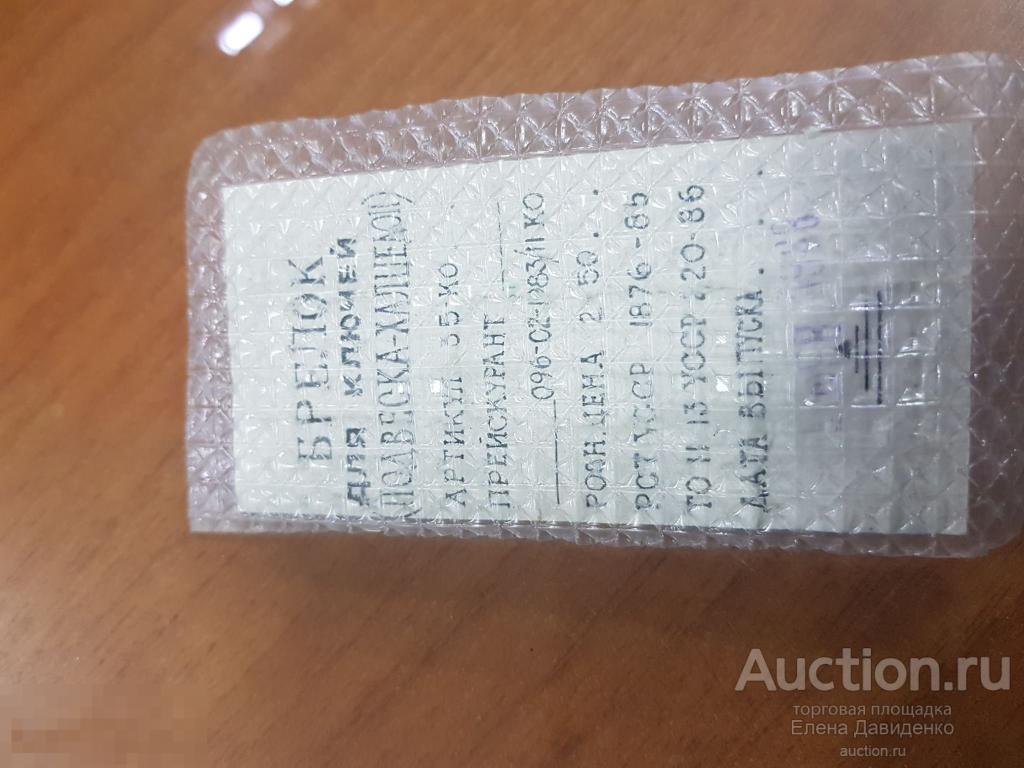 БРЕЛОК
ДЛЯ КЛЮЧЕЙ
(ПОДВЕСКА-ХАЛЦЕДОН)
АРТИКУЛ 35-КО
ПРЕЙСКУРАНТ
096-02-1983/11 КО
РОЗН. ЦЕНА 2 50
РСТ УССР 1876-85
ТО 11 13 УССР 20-86
ДАТА ВЫПУСКА.
Auction.ru
торговая площадка
Елена Давиденко
auction.ru